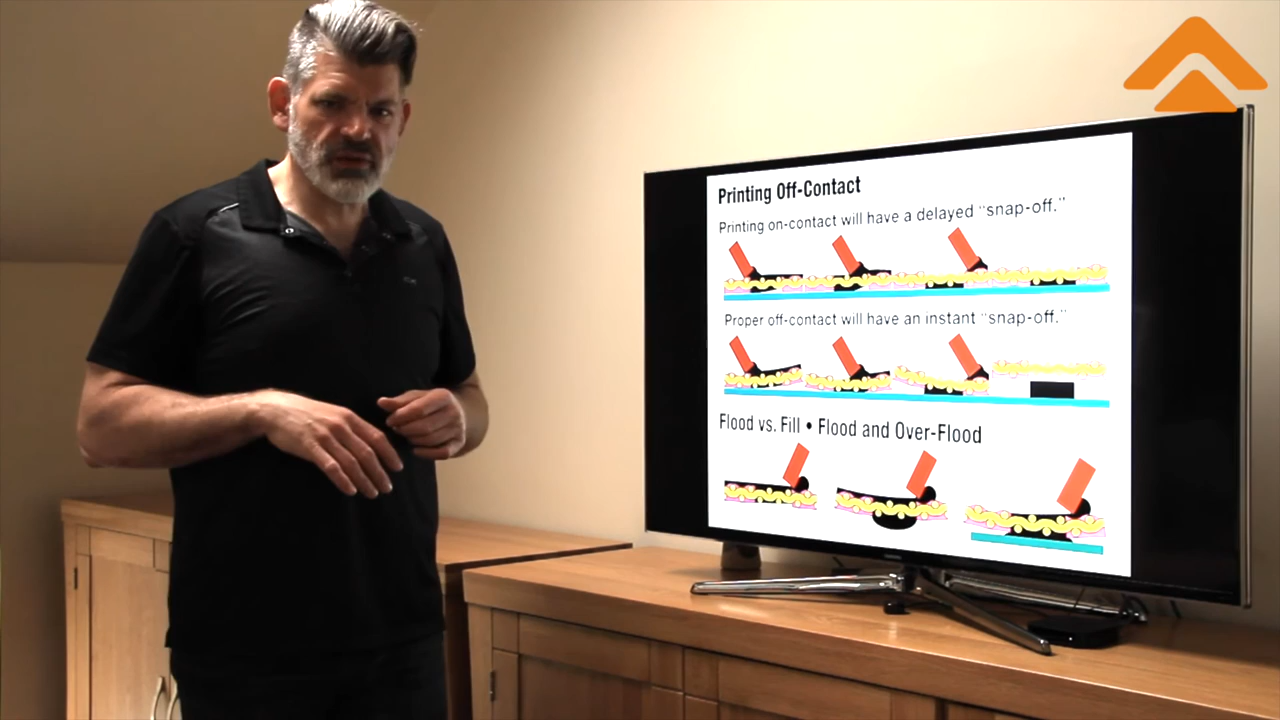 Printing Off-Contact
Printing on-contact will have a delayed “snap-off.”
Proper off-contact will have an instant “snap-off.”
Flood vs. Fill • Flood and Over-Flood